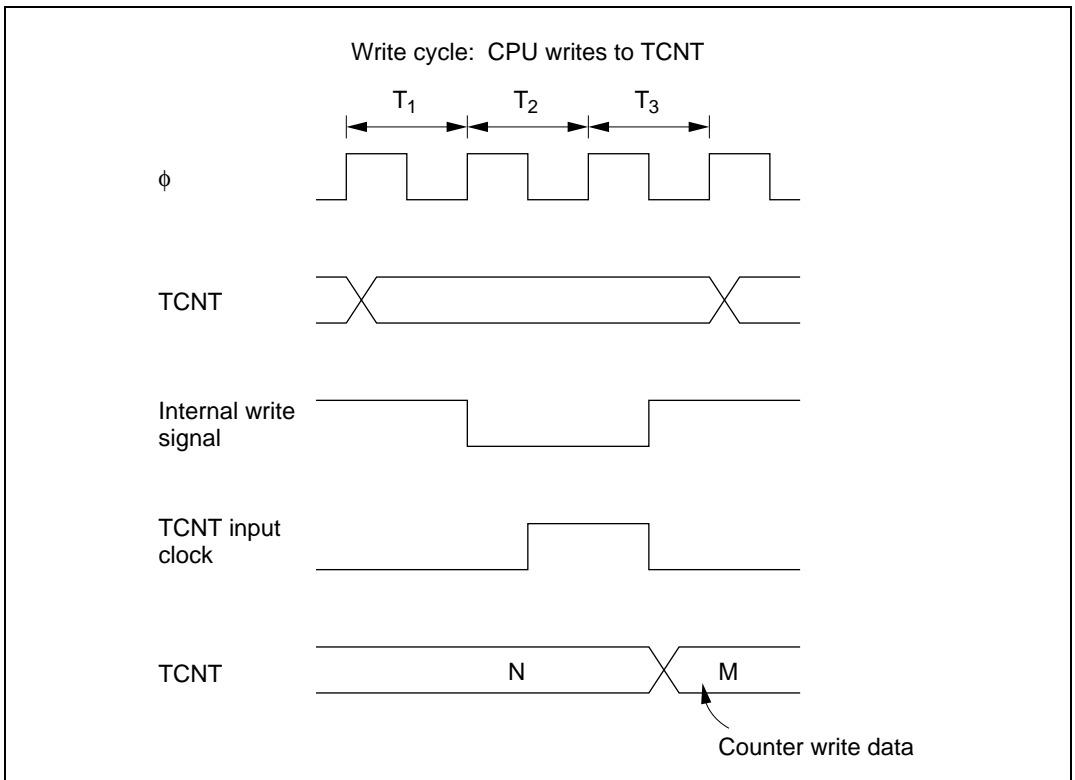 Write cycle: CPU writes to TCNT
T₁ T₂ T₃
ϕ
TCNT
Internal write
signal
TCNT input
clock
TCNT N M
Counter write data